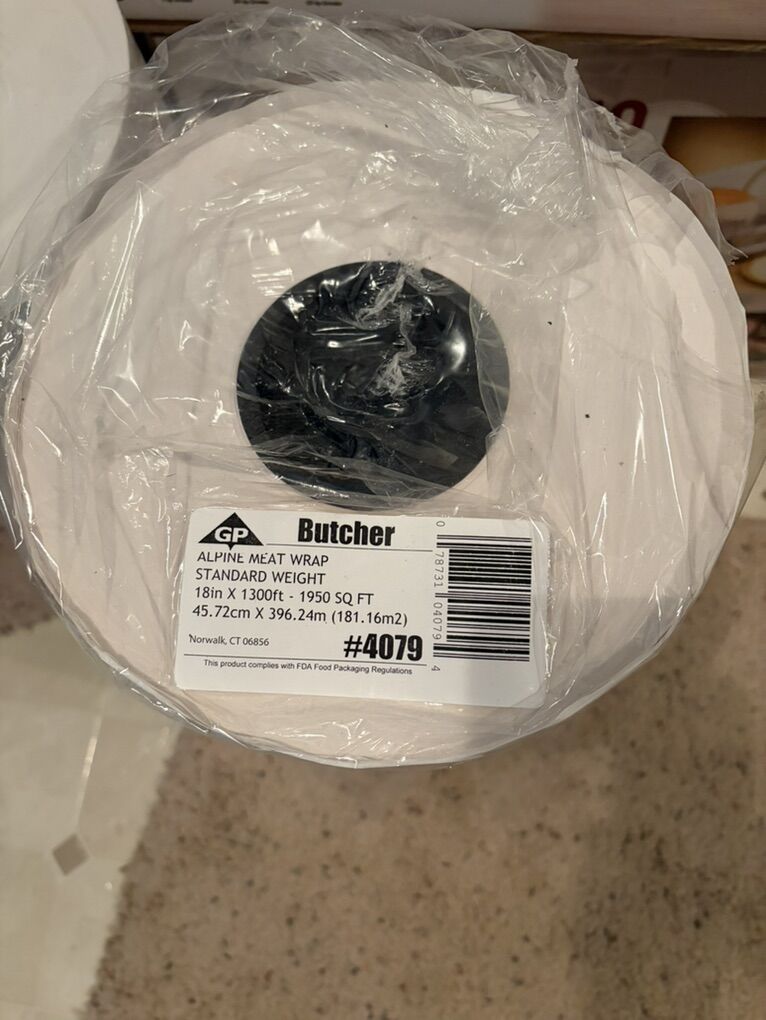 GP
Butcher
ALPINE MEAT WRAP
STANDARD WEIGHT
18in X 1300ft - 1950 SQ FT
45.72cm X 396.24m (181.16m2)
Norwalk, CT 06856
#4079
This product complies with FDA Food Packaging Regulations
0 78731 04079 4